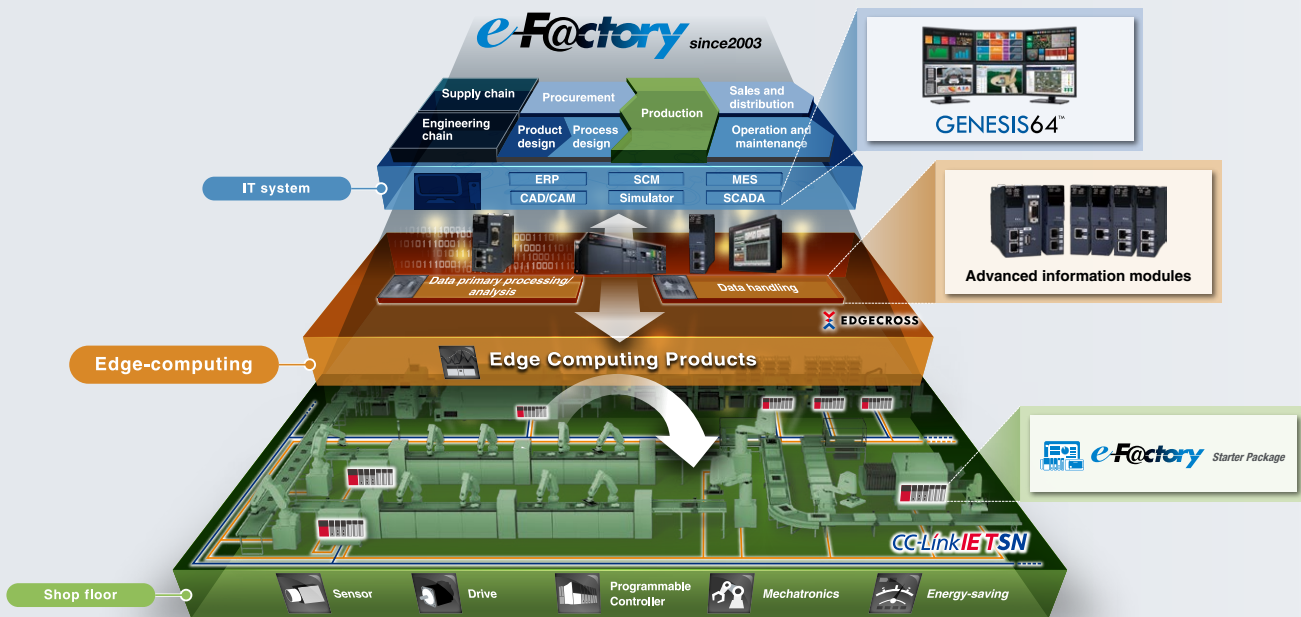 e-F@ctory since2003
Supply chain
Procurement
Production
Sales and
distribution
Engineering
chain
Product
design
Process
design
Operation and
maintenance
GENESIS64™
IT system
ERP
SCM
MES
CAD/CAM
Simulator
SCADA
Advanced information modules
Data primary processing/
analysis
Data handling
EDGECROSS
Edge-computing
Edge Computing Products
e-F@ctory Starter Package
CC-Link IE TSN
Shop floor
Sensor
Drive
Programmable
Controller
Mechatronics
Energy-saving